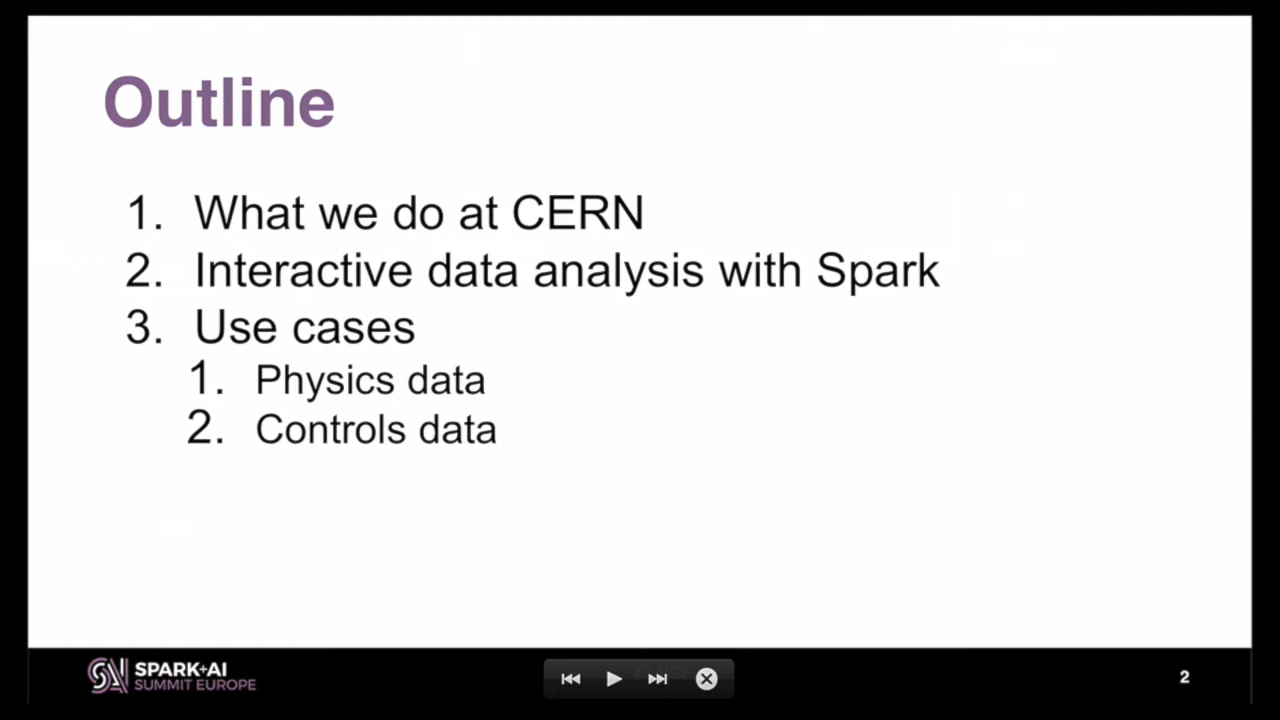 Outline
1. What we do at CERN
2. Interactive data analysis with Spark
3. Use cases
1. Physics data
2. Controls data
SPARK+AI
SUMMIT EUROPE
2